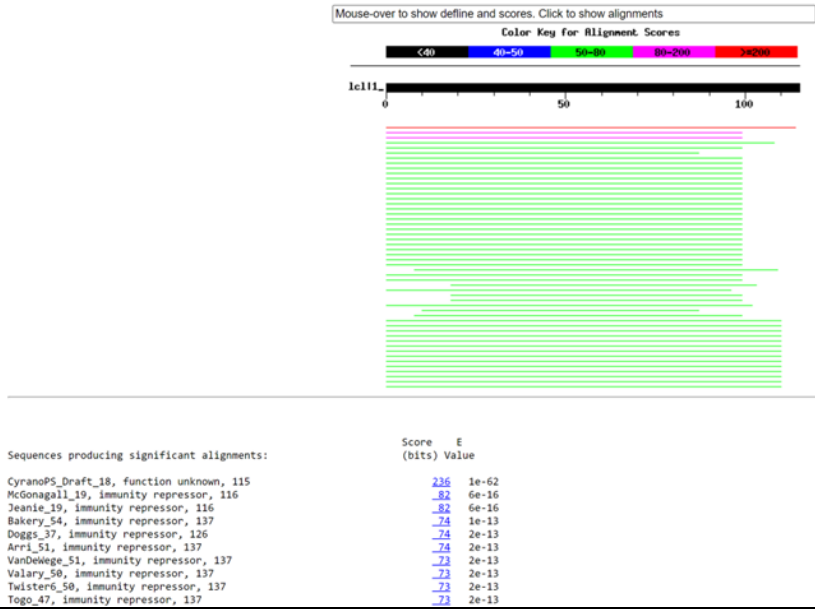 Mouse-over to show defline and scores. Click to show alignments
Color Key for Alignment Scores
<40 40-50 50-80 80-200 >=200
lcl|1_
0 50 100
Score E
Sequences producing significant alignments: (bits) Value
CyranoPS_Draft_18, function unknown, 115 236 1e-62
McGonagall_19, immunity repressor, 116 82 6e-16
Jeanie_19, immunity repressor, 116 82 6e-16
Bakery_54, immunity repressor, 137 74 1e-13
Doggs_37, immunity repressor, 126 74 2e-13
Arri_51, immunity repressor, 137 74 2e-13
VanDeWege_51, immunity repressor, 137 73 2e-13
Valary_50, immunity repressor, 137 73 2e-13
Twister6_50, immunity repressor, 137 73 2e-13
Togo_47, immunity repressor, 137 73 2e-13